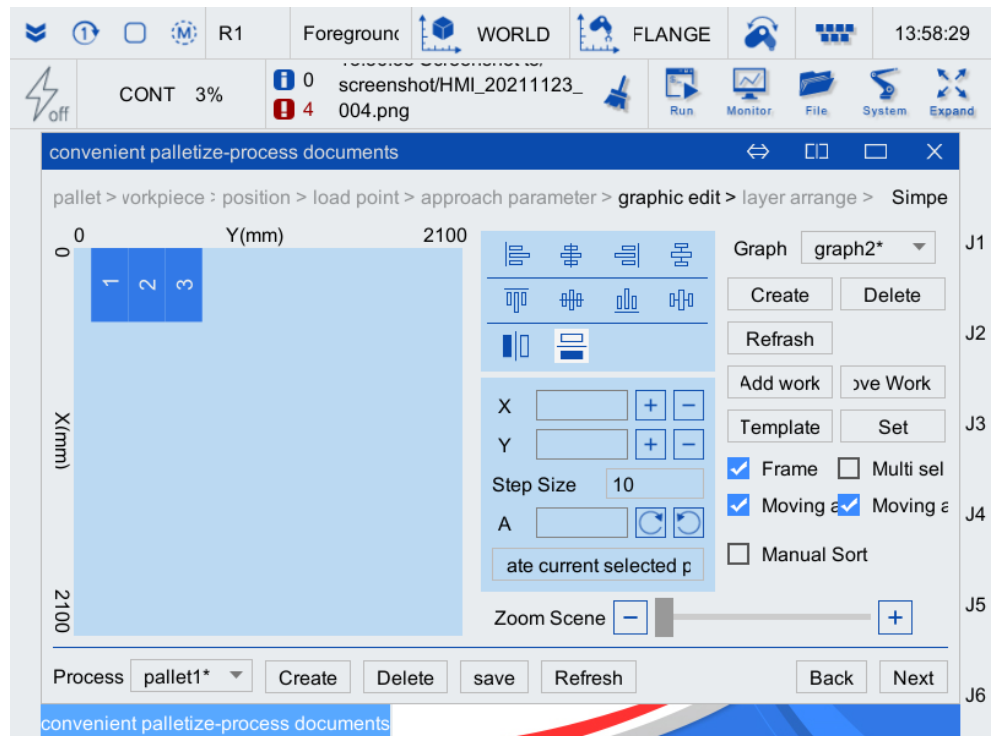 R1 Foreground WORLD FLANGE 13:58:29
off CONT 3% 0 screenshot/HMI_20211123_ Run Monitor File System Expand
4 004.png
convenient palletize-process documents
pallet > vorkpiece : position > load point > approach parameter > graphic edit > layer arrange > Simpe
0 Y(mm) 2100 Graph graph2* J1
0
1 2 3
Create Delete
Refrash J2
Add work ove Work
X + −
Template Set J3
X(mm)
Y + −
Frame Multi sel
Step Size 10
Moving a Moving a J4
A
Manual Sort
ate current selected p
2100
Zoom Scene − + J5
Process pallet1* Create Delete save Refresh Back Next
J6
convenient palletize-process documents